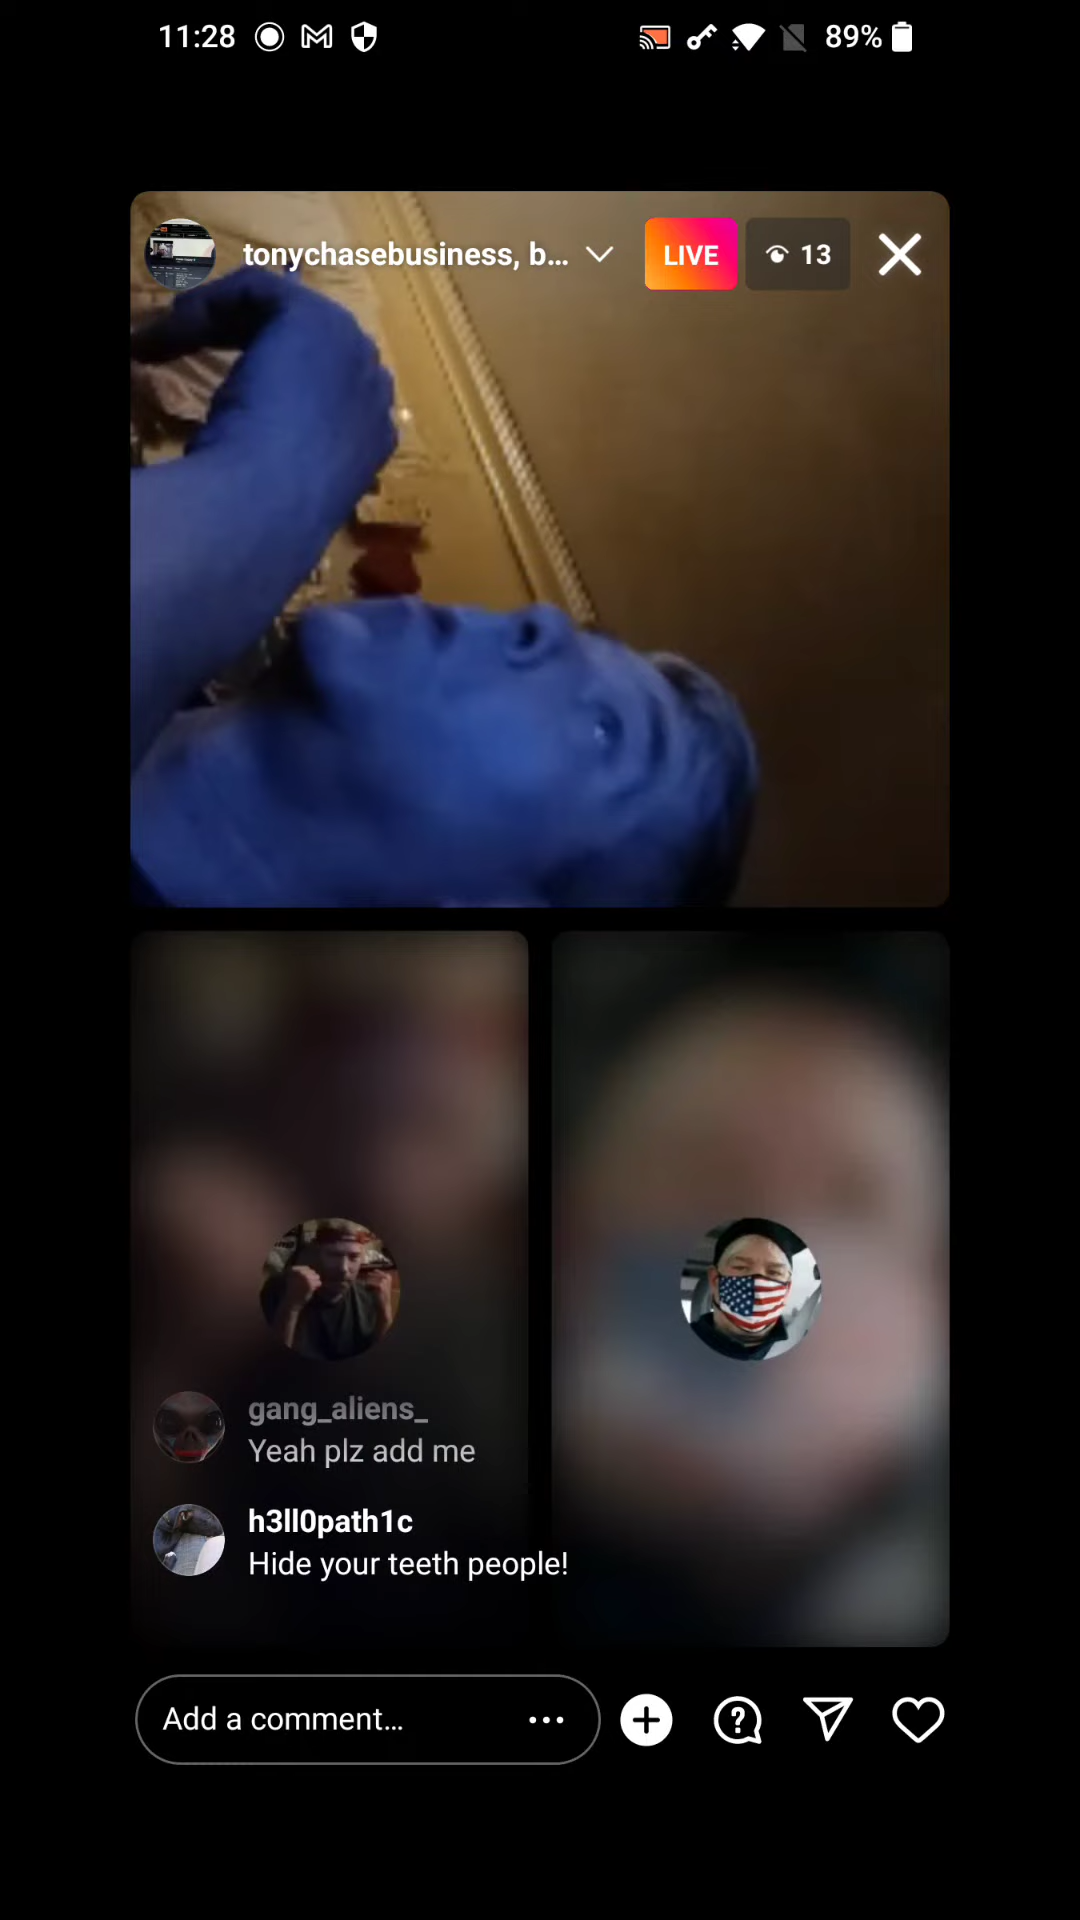 11:28
89%
tonychasebusiness, b...
LIVE
13
gang_aliens_
Yeah plz add me
h3ll0path1c
Hide your teeth people!
Add a comment...